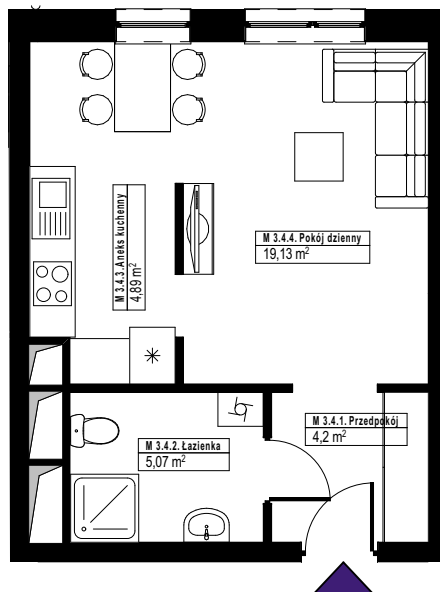 M 3.4.3. Aneks kuchenny
4,89 m²
M 3.4.4. Pokój dzienny
19,13 m²
M 3.4.1. Przedpokój
4,2 m²
M 3.4.2. Łazienka
5,07 m²